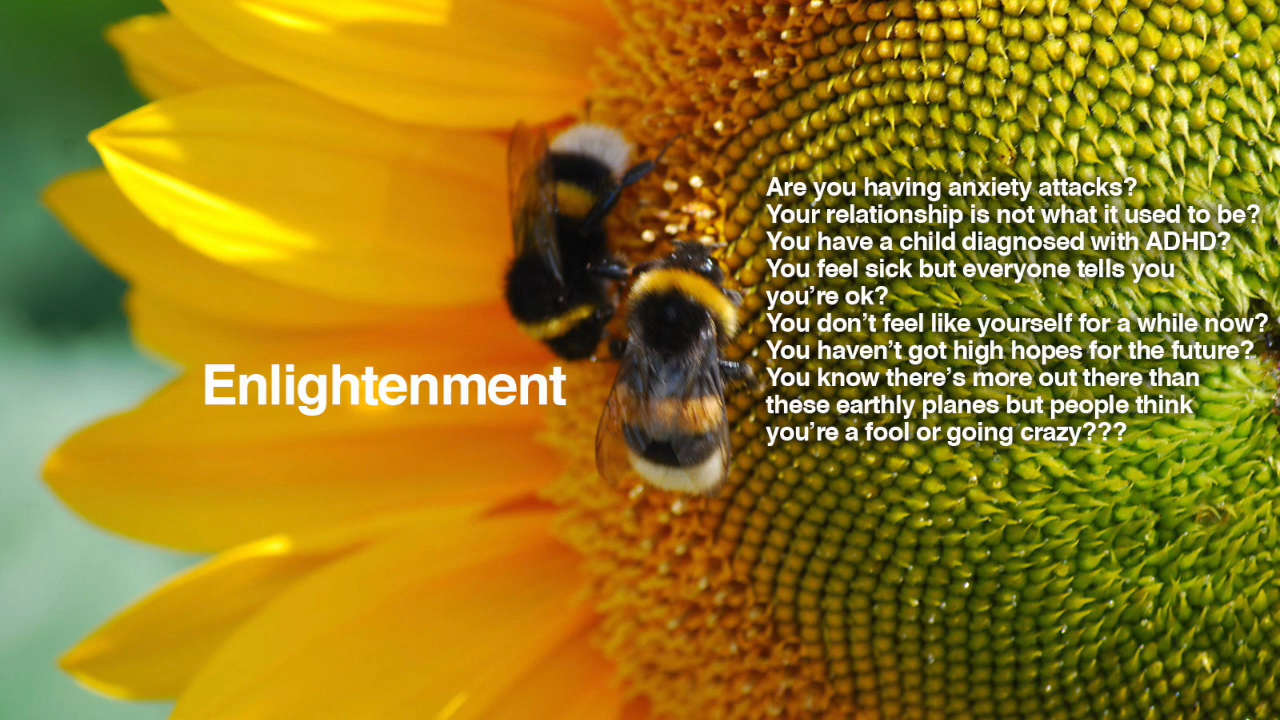 Enlightenment
Are you having anxiety attacks?
Your relationship is not what it used to be?
You have a child diagnosed with ADHD?
You feel sick but everyone tells you
you’re ok?
You don’t feel like yourself for a while now?
You haven’t got high hopes for the future?
You know there’s more out there than
these earthly planes but people think
you’re a fool or going crazy???